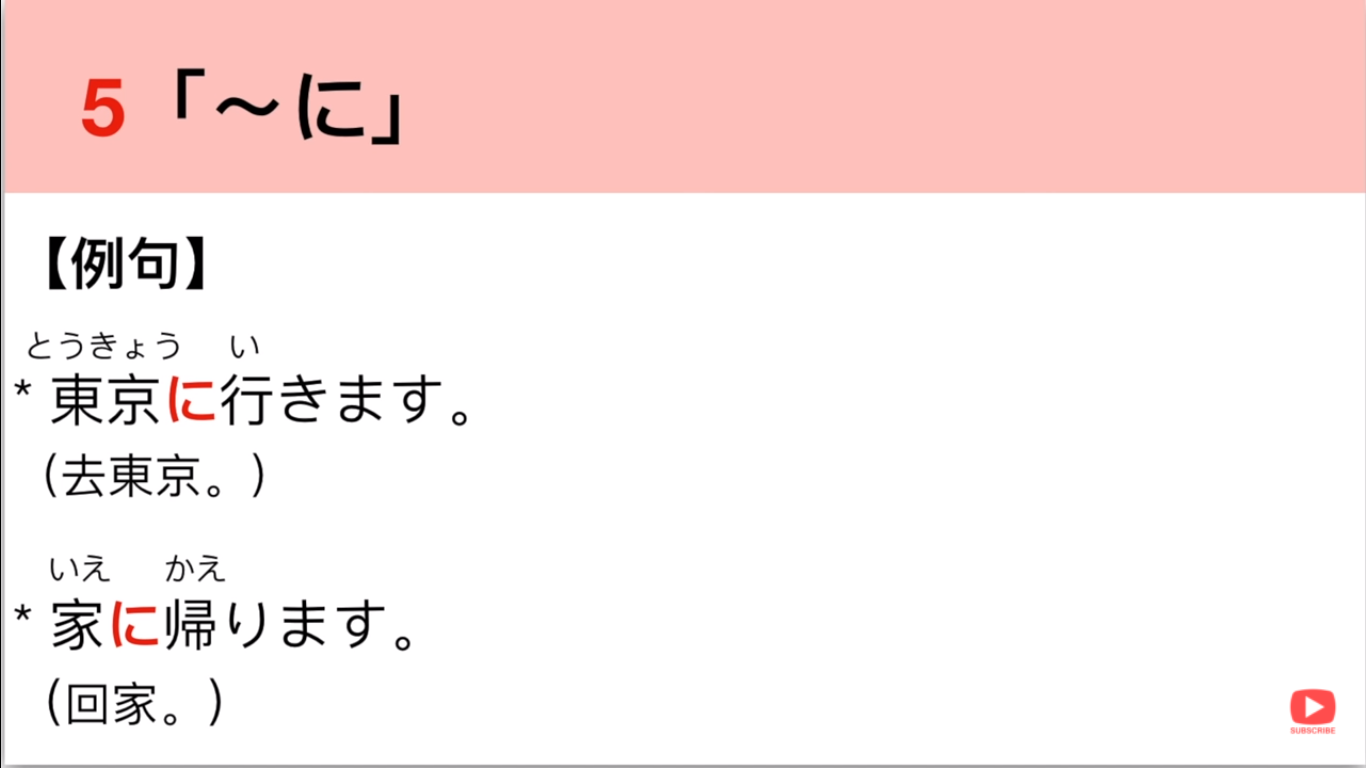 5「～に」
【例句】
とうきょう い
* 東京に行きます。
（去東京。）
いえ かえ
* 家に帰ります。
（回家。）
SUBSCRIBE